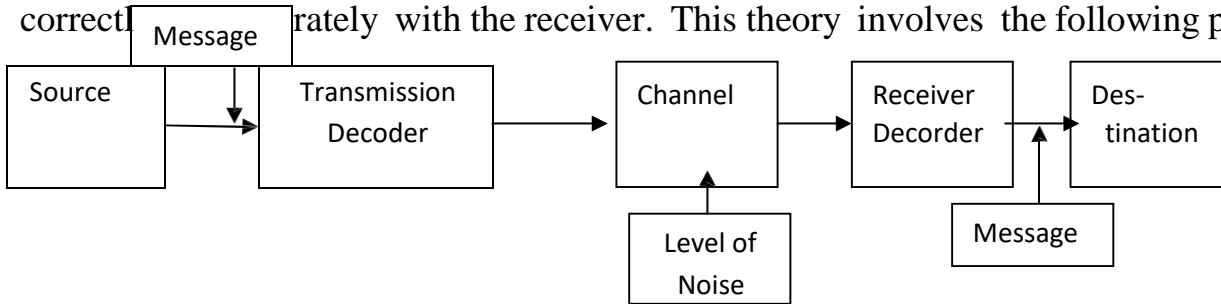 correctl rately with the receiver. This theory involves the following p
Message
Source
Transmission
Decoder
Channel
Receiver
Decorder
Des-
tination
Level of
Noise
Message